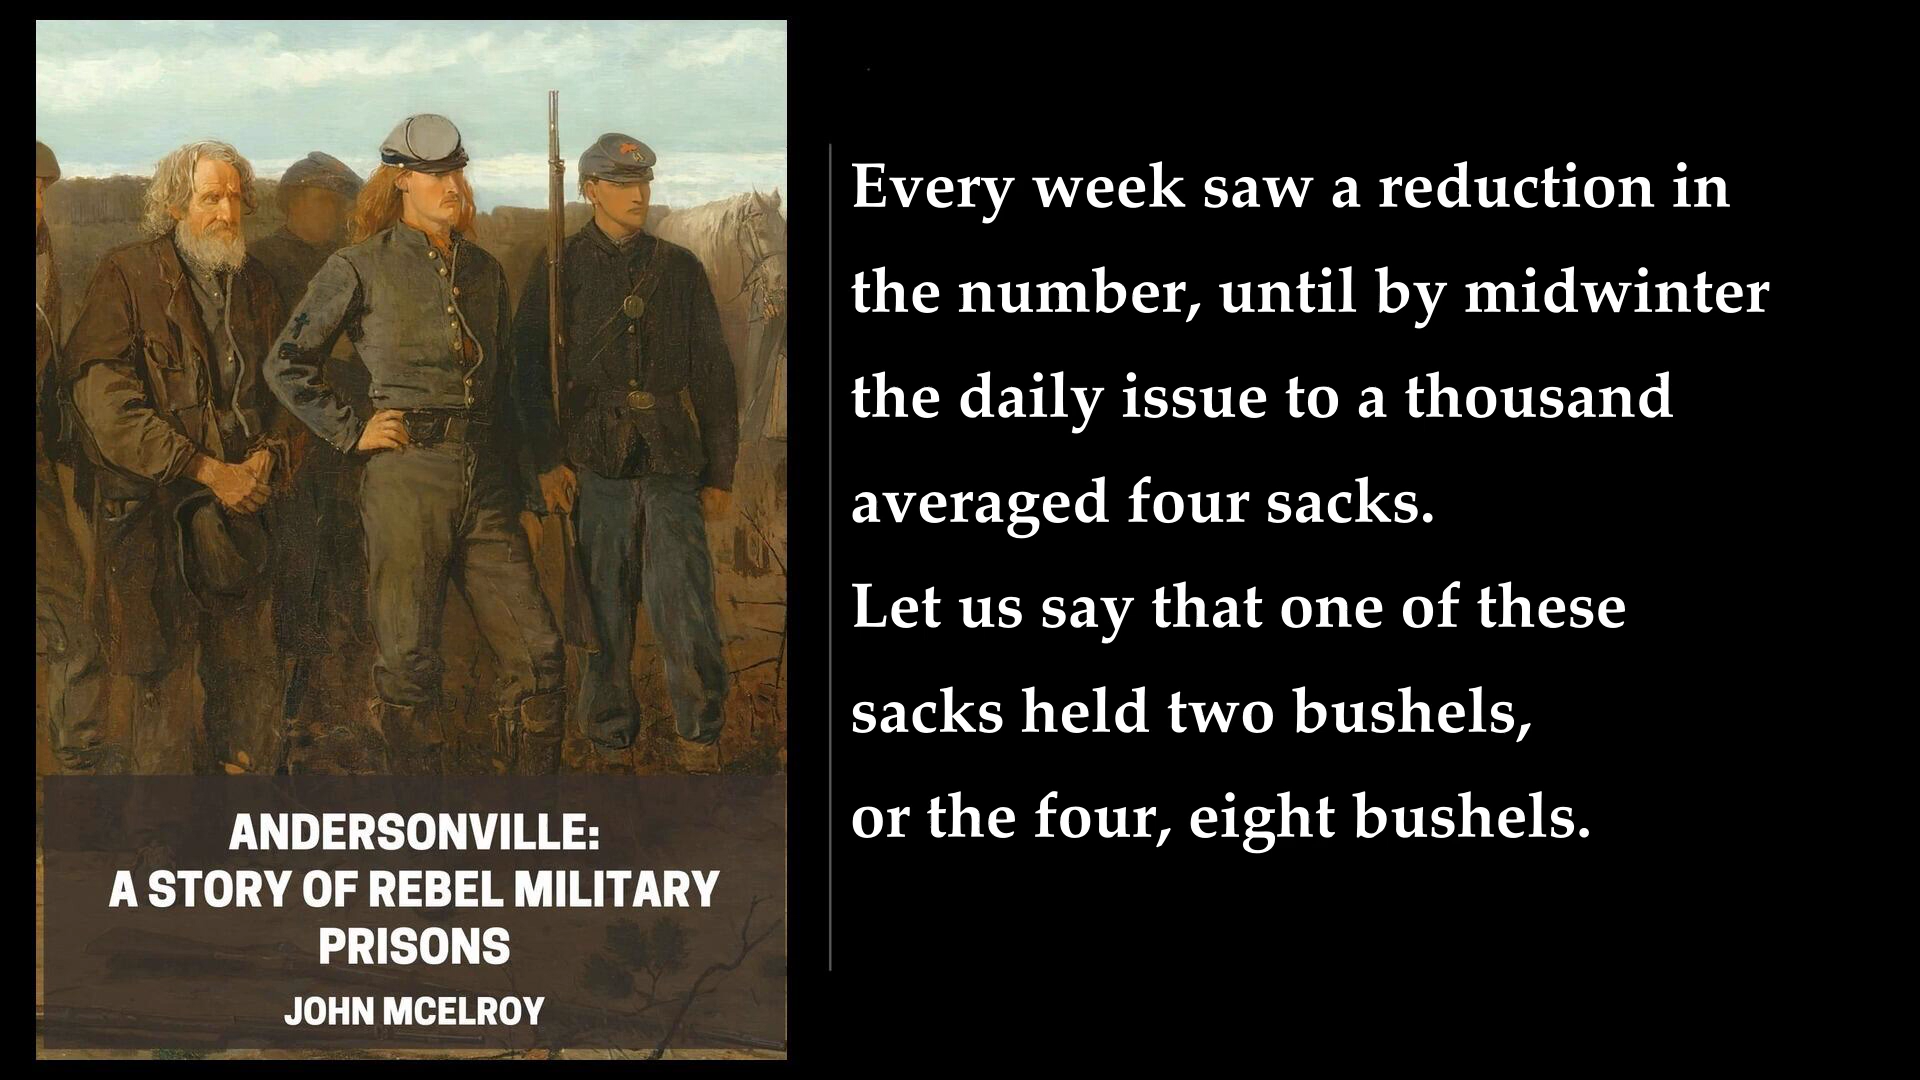 Every week saw a reduction in
the number, until by midwinter
the daily issue to a thousand
averaged four sacks.
Let us say that one of these
sacks held two bushels,
or the four, eight bushels.
ANDERSONVILLE:
A STORY OF REBEL MILITARY
PRISONS
JOHN MCELROY